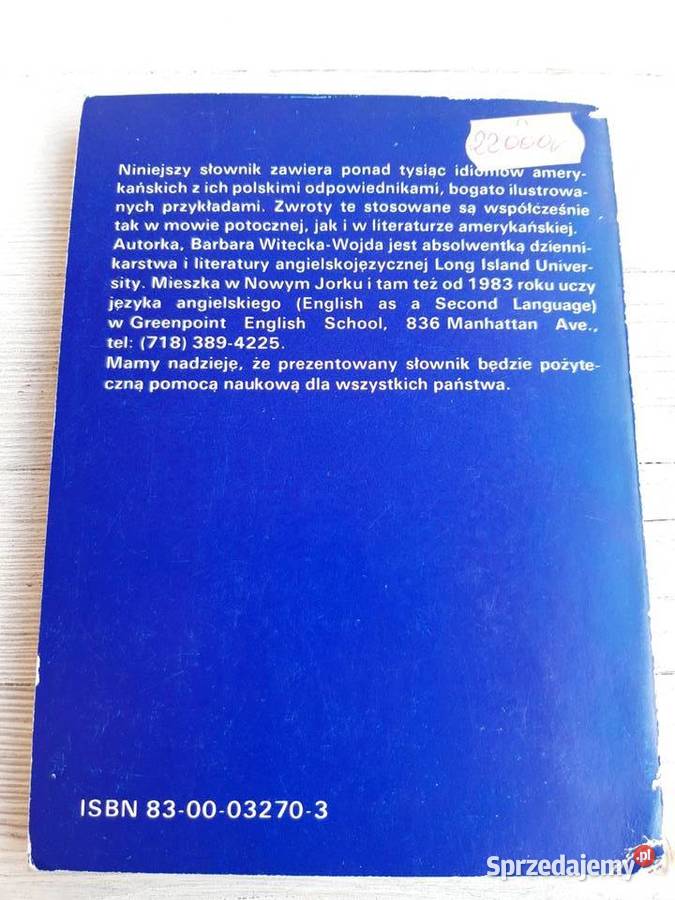 22000
Niniejszy słownik zawiera ponad tysiąc idiomów amery-
kańskich z ich polskimi odpowiednikami, bogato ilustrowa-
nych przykładami. Zwroty te stosowane są współcześnie
tak w mowie potocznej, jak i w literaturze amerykańskiej.
Autorka, Barbara Witecka-Wojda jest absolwentką dzienni-
karstwa i literatury angielskojęzycznej Long Island Univer-
sity. Mieszka w Nowym Jorku i tam też od 1983 roku uczy
języka angielskiego (English as a Second Language)
w Greenpoint English School, 836 Manhattan Ave.,
tel: (718) 389-4225.
Mamy nadzieję, że prezentowany słownik będzie pożyte-
czną pomocą naukową dla wszystkich państwa.
ISBN 83-00-03270-3
Sprzedajemy.pl